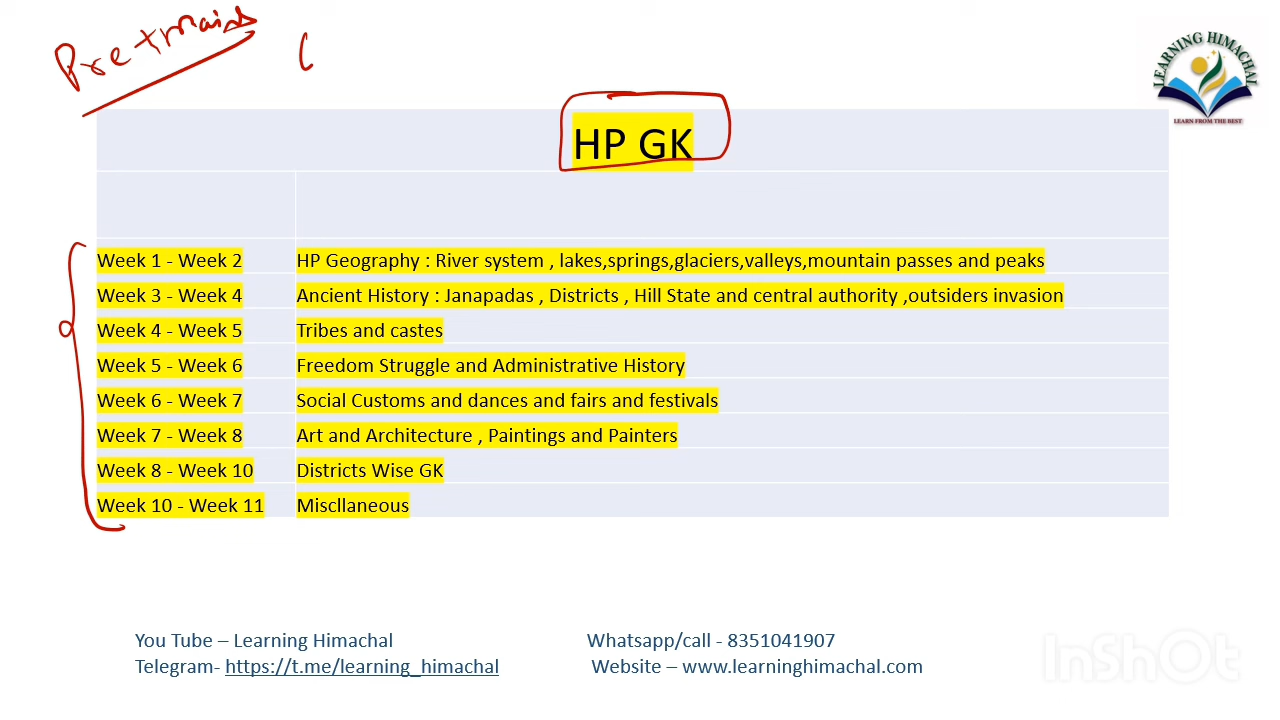 Pre+mains
LEARNING HIMACHAL
LEARN FROM THE BEST
HP GK
Week 1 - Week 2 HP Geography : River system , lakes,springs,glaciers,valleys,mountain passes and peaks
Week 3 - Week 4 Ancient History : Janapadas , Districts , Hill State and central authority ,outsiders invasion
Week 4 - Week 5 Tribes and castes
Week 5 - Week 6 Freedom Struggle and Administrative History
Week 6 - Week 7 Social Customs and dances and fairs and festivals
Week 7 - Week 8 Art and Architecture , Paintings and Painters
Week 8 - Week 10 Districts Wise GK
Week 10 - Week 11 Miscllaneous
You Tube – Learning Himachal Whatsapp/call - 8351041907
Telegram- https://t.me/learning_himachal Website – www.learninghimachal.com
InShOt